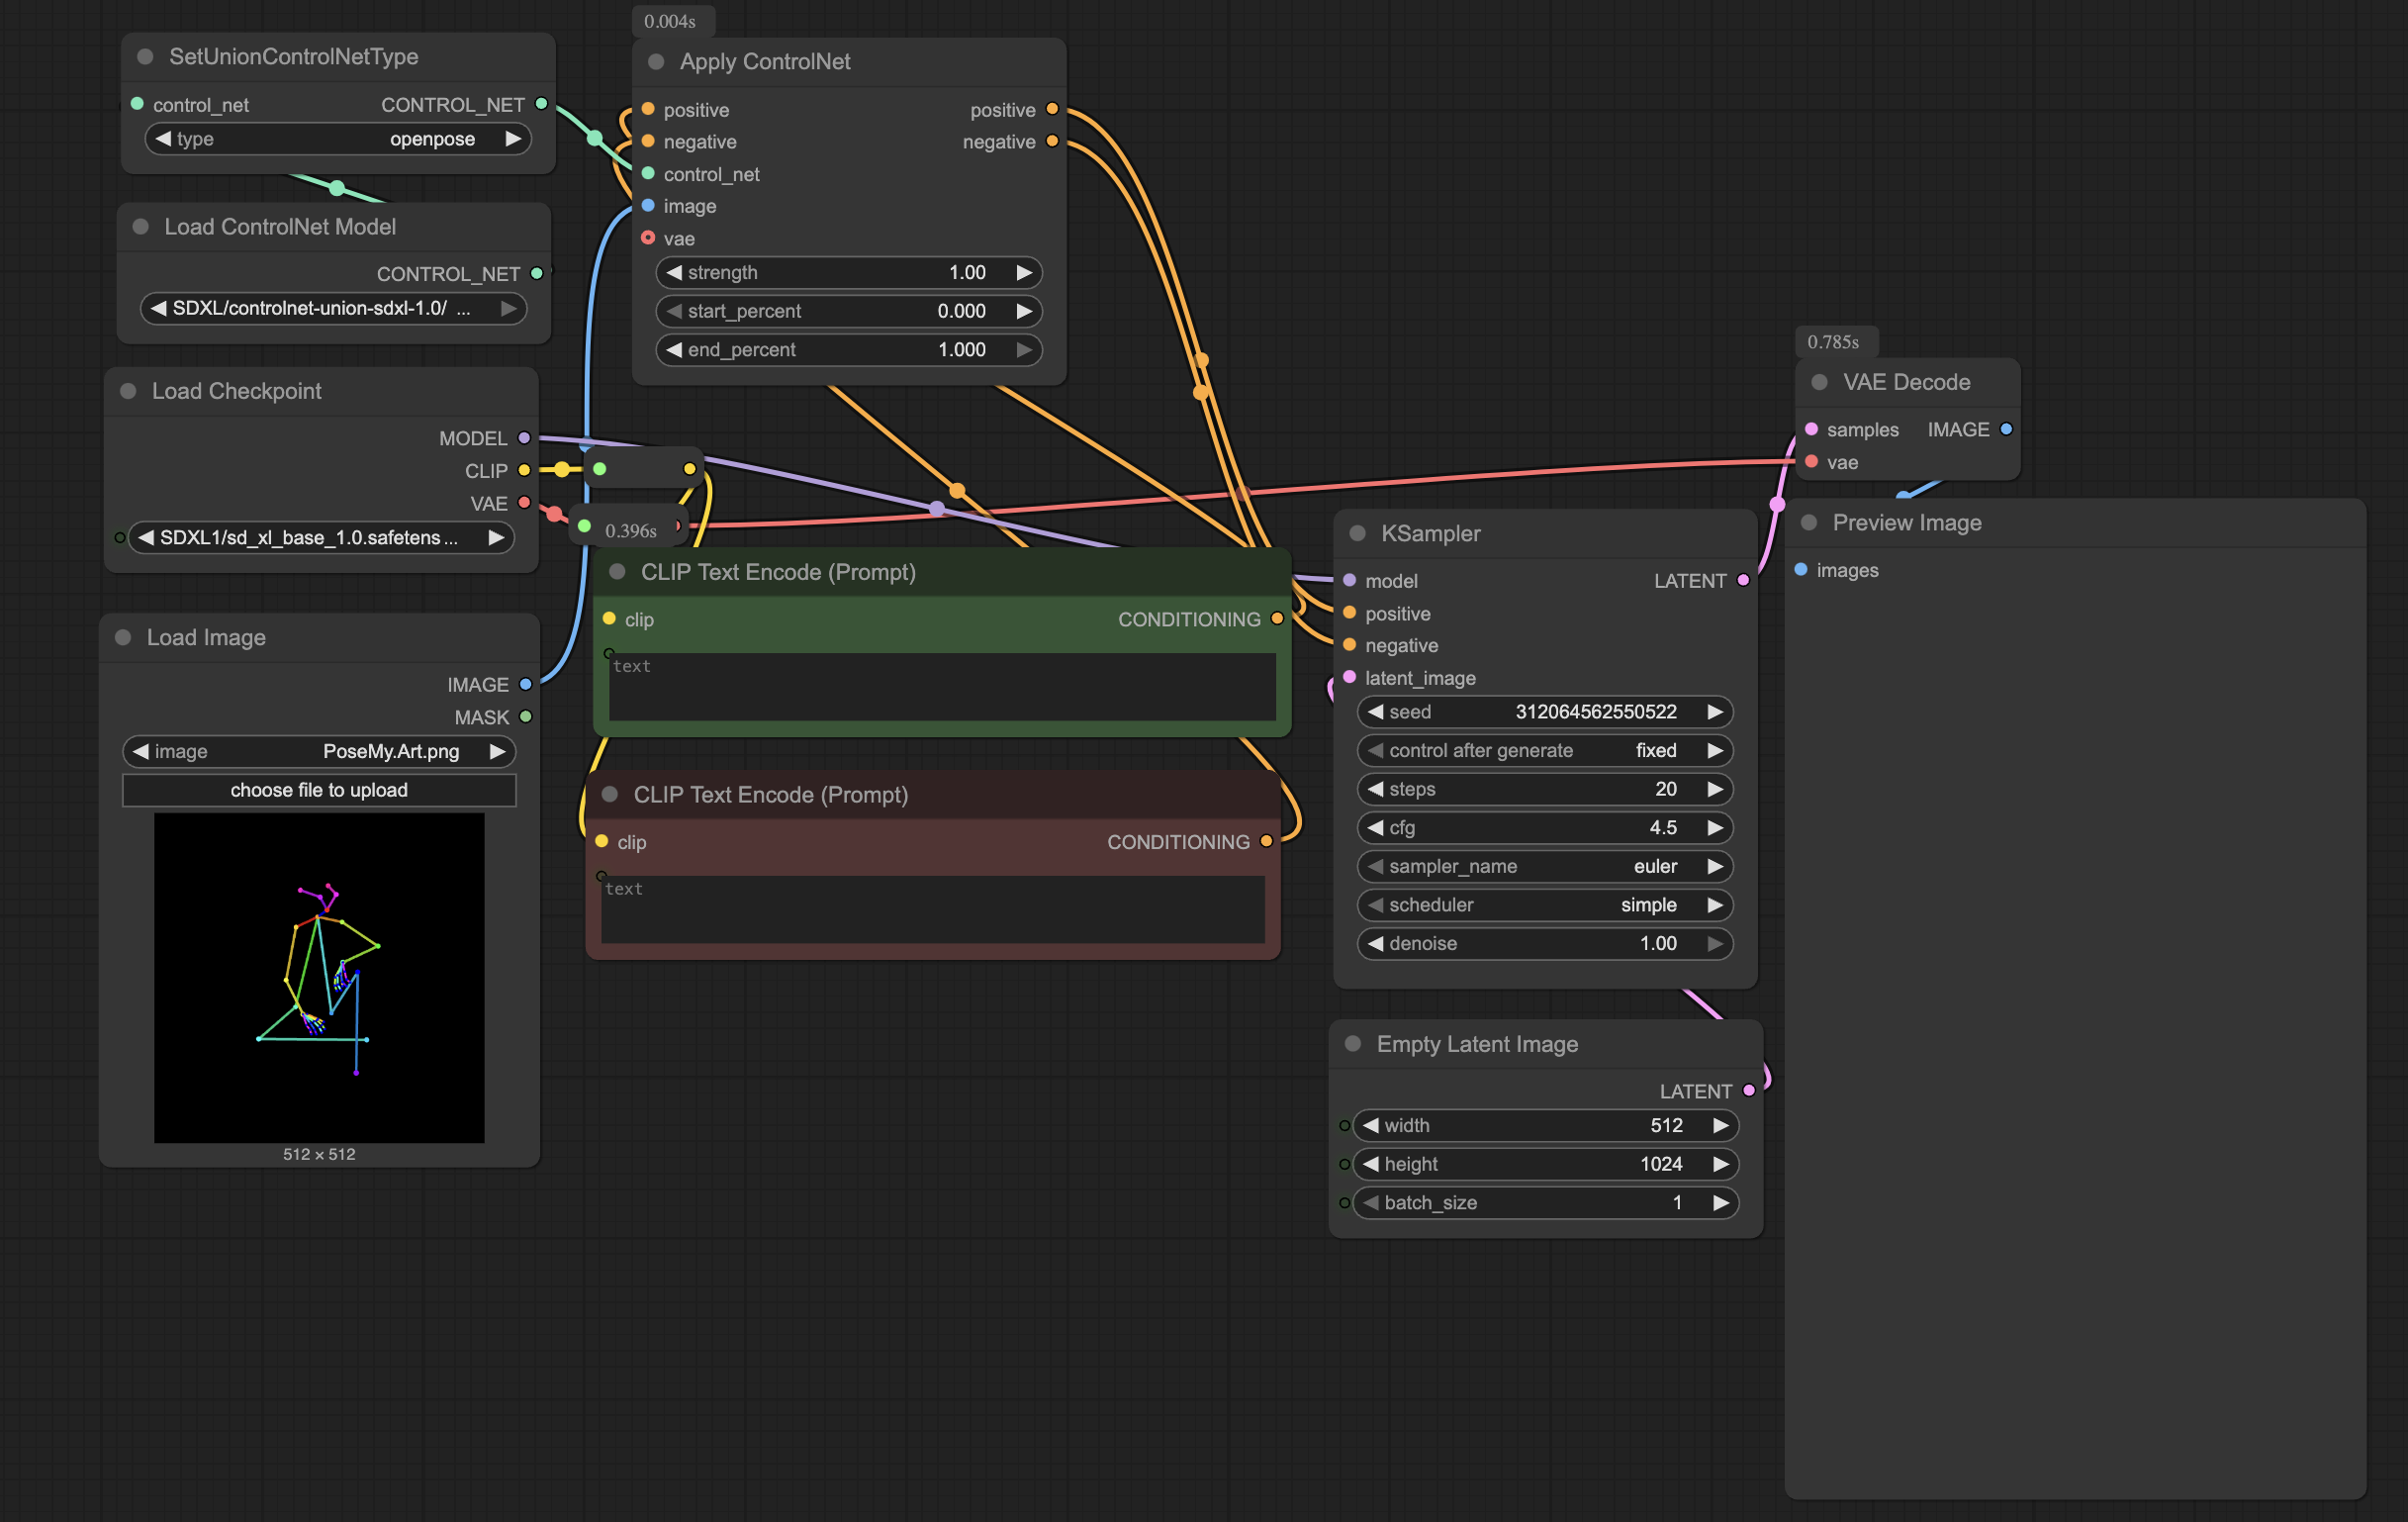 0.004s
SetUnionControlNetType
control_net CONTROL_NET
type openpose
Apply ControlNet
positive positive
negative negative
control_net
image
vae
strength 1.00
start_percent 0.000
end_percent 1.000
Load ControlNet Model
CONTROL_NET
SDXL/controlnet-union-sdxl-1.0/ ...
Load Checkpoint
MODEL
CLIP
VAE
SDXL1/sd_xl_base_1.0.safetens ...
0.396s
CLIP Text Encode (Prompt)
clip CONDITIONING
text
CLIP Text Encode (Prompt)
clip CONDITIONING
text
Load Image
IMAGE
MASK
image PoseMy.Art.png
choose file to upload
512 × 512
KSampler
model LATENT
positive
negative
latent_image
seed 312064562550522
control after generate fixed
steps 20
cfg 4.5
sampler_name euler
scheduler simple
denoise 1.00
Empty Latent Image
LATENT
width 512
height 1024
batch_size 1
0.785s
VAE Decode
samples IMAGE
vae
Preview Image
images